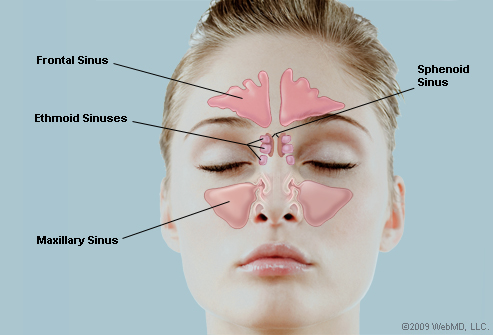 Frontal Sinus
Sphenoid
Sinus
Ethmoid Sinuses
Maxillary Sinus
©2009 WebMD, LLC.